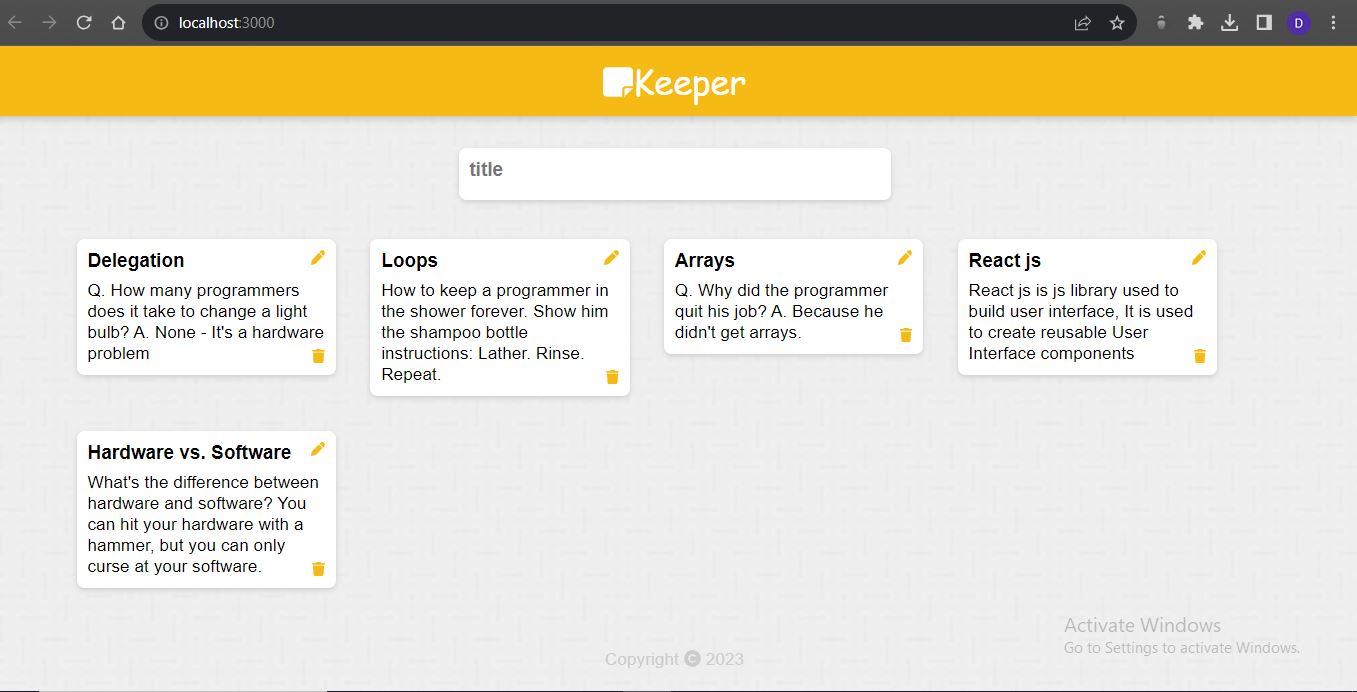 localhost:3000
D
Keeper
title
Delegation
Q. How many programmers
does it take to change a light
bulb? A. None - It's a hardware
problem
Loops
How to keep a programmer in
the shower forever. Show him
the shampoo bottle
instructions: Lather. Rinse.
Repeat.
Arrays
Q. Why did the programmer
quit his job? A. Because he
didn't get arrays.
React js
React js is js library used to
build user interface, It is used
to create reusable User
Interface components
Hardware vs. Software
What's the difference between
hardware and software? You
can hit your hardware with a
hammer, but you can only
curse at your software.
Activate Windows
Go to Settings to activate Windows.
Copyright © 2023